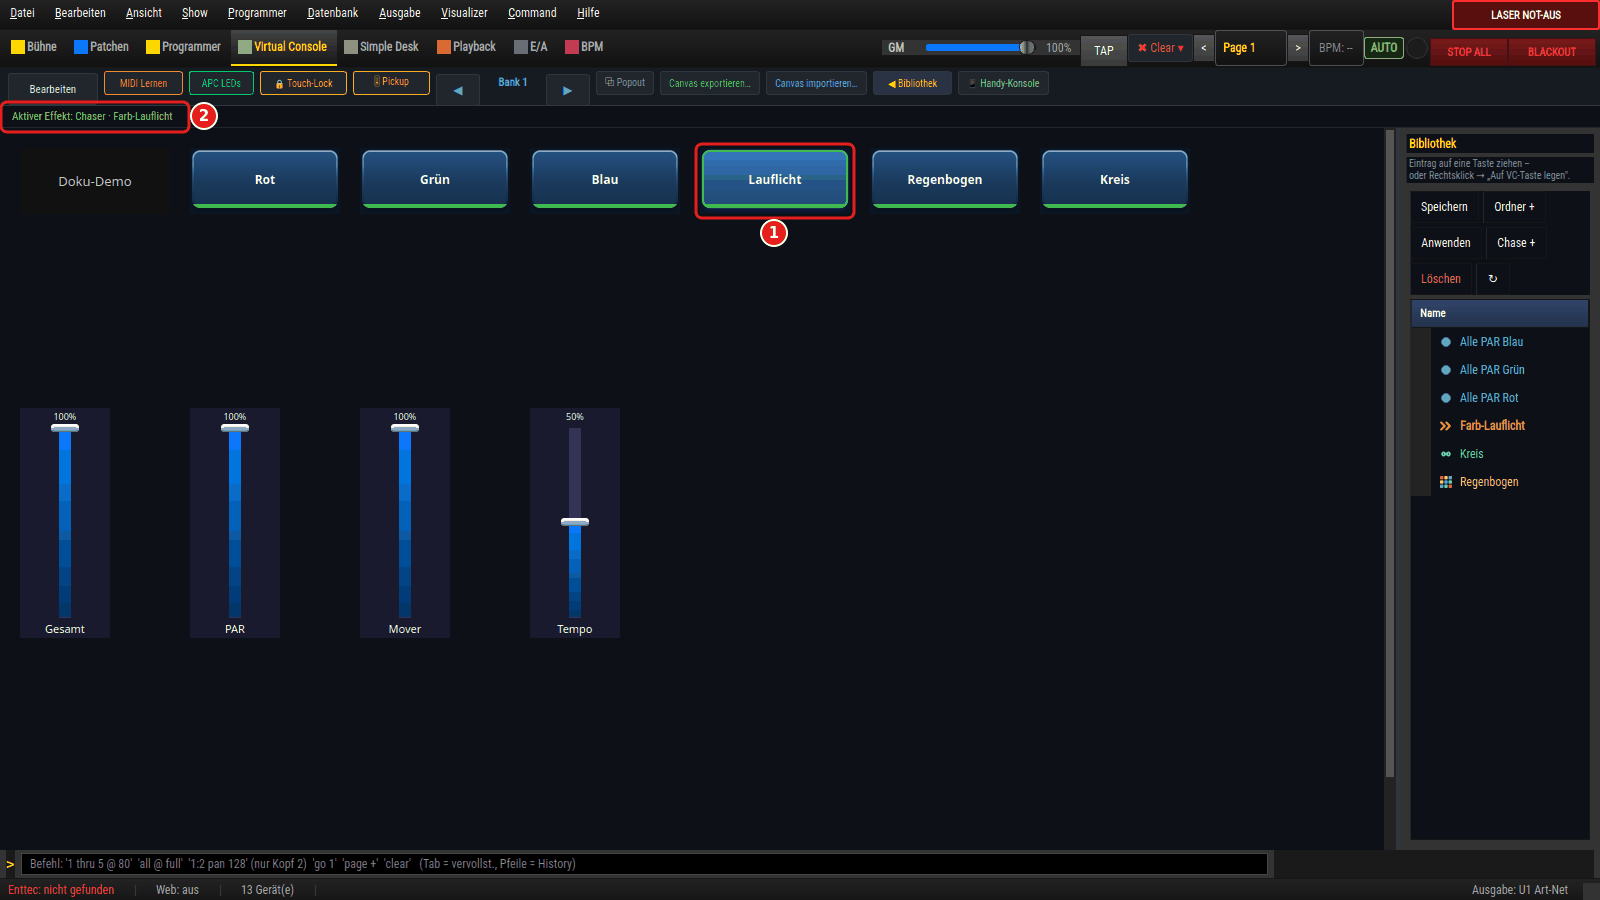 Datei Bearbeiten Ansicht Show Programmer Datenbank Ausgabe Visualizer Command Hilfe
LASER NOT-AUS
Bühne Patchen Programmer Virtual Console Simple Desk Playback E/A BPM
GM 100% TAP ✖ Clear ▾ < Page 1 > BPM: -- AUTO STOP ALL BLACKOUT
Bearbeiten MIDI Lernen APC LEDs Touch-Lock Pickup ◀ Bank 1 ▶ Popout Canvas exportieren... Canvas importieren... ◀ Bibliothek Handy-Konsole
Aktiver Effekt: Chaser · Farb-Lauflicht
2
Doku-Demo
Rot
Grün
Blau
Lauflicht
Regenbogen
Kreis
1
100%
100%
100%
50%
Gesamt
PAR
Mover
Tempo
Bibliothek
Eintrag auf eine Taste ziehen –
oder Rechtsklick → „Auf VC-Taste legen".
Speichern Ordner +
Anwenden Chase +
Löschen ↻
Name
Alle PAR Blau
Alle PAR Grün
Alle PAR Rot
Farb-Lauflicht
Kreis
Regenbogen
> Befehl: '1 thru 5 @ 80' 'all @ full' '1:2 pan 128' (nur Kopf 2) 'go 1' 'page +' 'clear' (Tab = vervollst., Pfeile = History)
Enttec: nicht gefunden Web: aus 13 Gerät(e) Ausgabe: U1 Art-Net